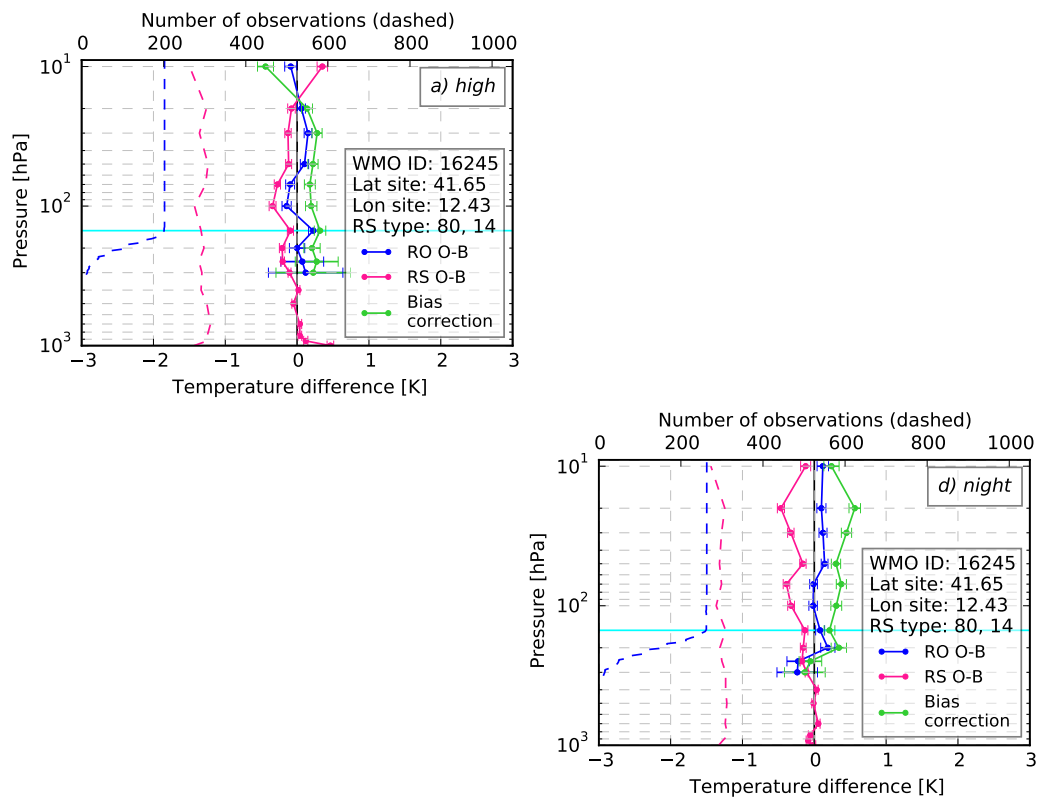 Number of observations (dashed)
0 200 400 600 800 1000
a) high
Pressure [hPa]
10¹
10²
10³
WMO ID: 16245
Lat site: 41.65
Lon site: 12.43
RS type: 80, 14
RO O-B
RS O-B
Bias
correction
−3 −2 −1 0 1 2 3
Temperature difference [K]
Number of observations (dashed)
0 200 400 600 800 1000
d) night
Pressure [hPa]
10¹
10²
10³
WMO ID: 16245
Lat site: 41.65
Lon site: 12.43
RS type: 80, 14
RO O-B
RS O-B
Bias
correction
−3 −2 −1 0 1 2 3
Temperature difference [K]